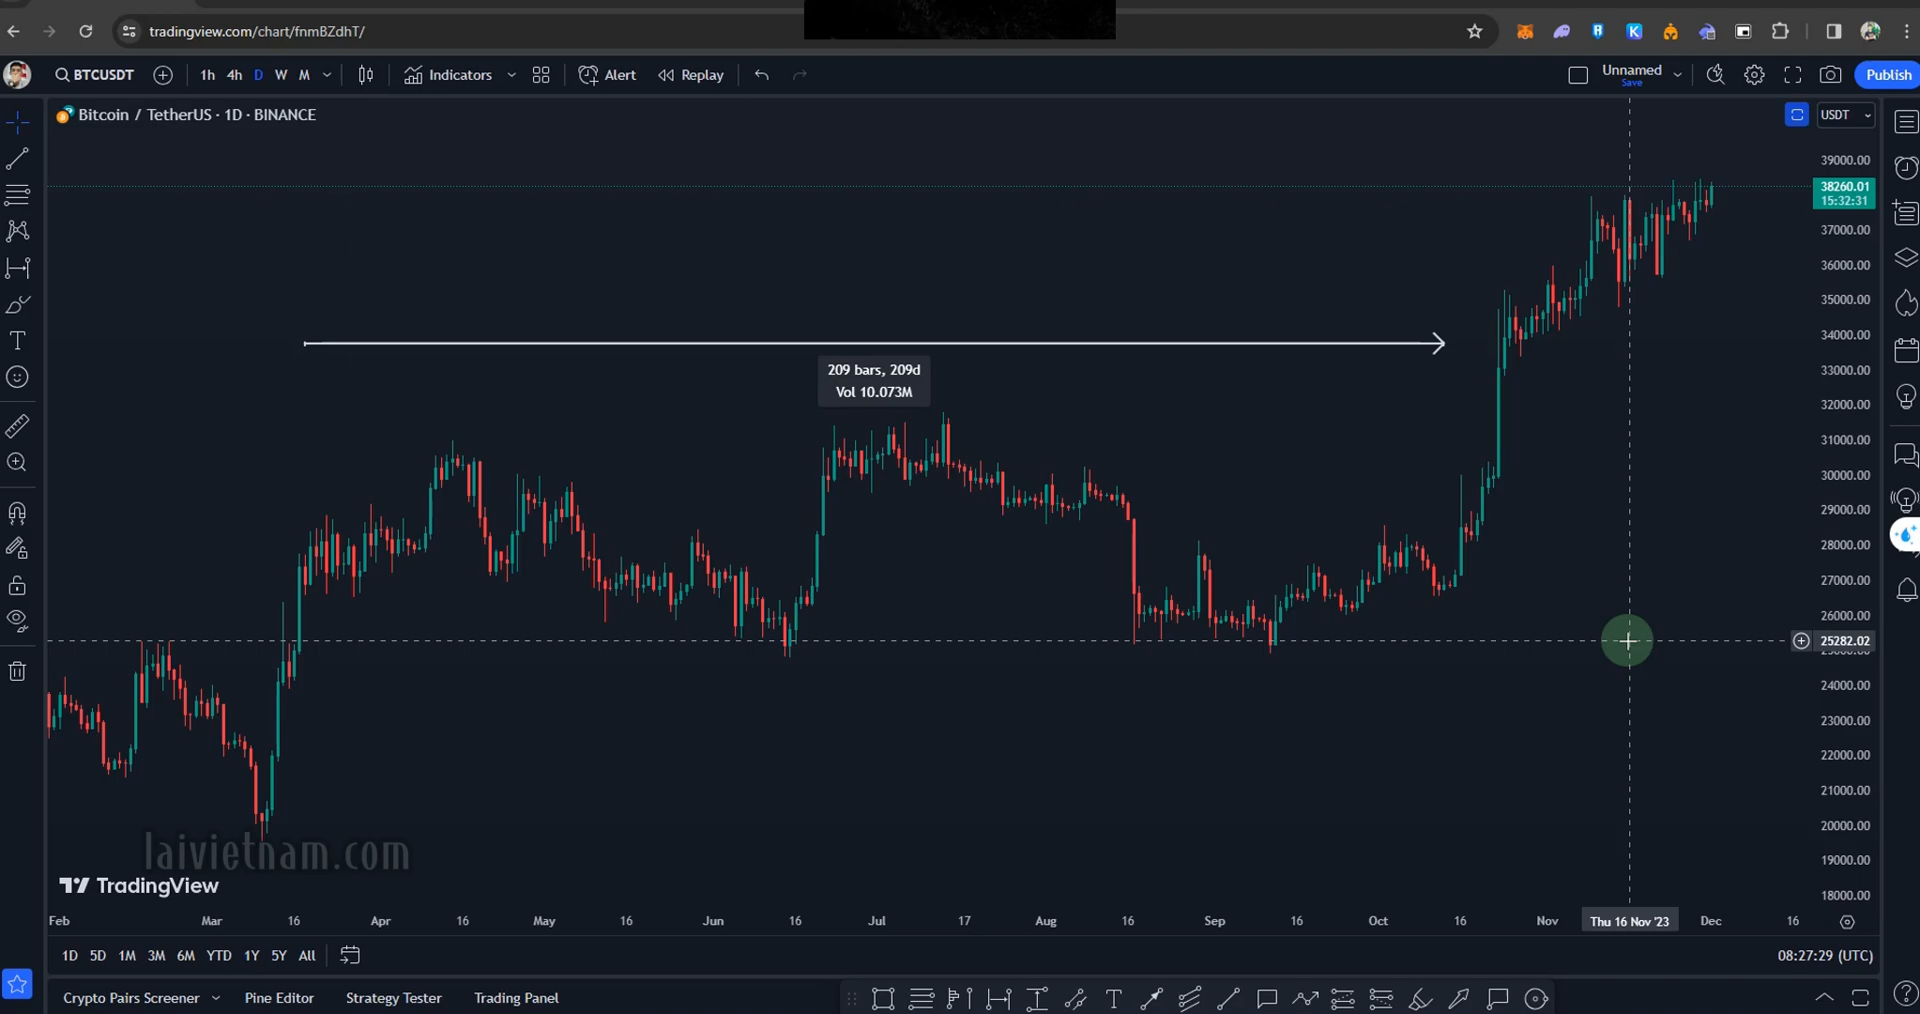 tradingview.com/chart/fnmBZdhT/
BTCUSDT 1h 4h D W M Indicators Alert Replay Unnamed Save Publish
Bitcoin / TetherUS · 1D · BINANCE
USDT
39000.00
38260.01
15:32:31
37000.00
36000.00
35000.00
34000.00
33000.00
32000.00
31000.00
30000.00
29000.00
28000.00
27000.00
26000.00
25282.02
24000.00
23000.00
22000.00
21000.00
20000.00
19000.00
18000.00
209 bars, 209d
Vol 10.073M
laivietnam.com
TradingView
Feb Mar 16 Apr 16 May 16 Jun 16 Jul 17 Aug 16 Sep 16 Oct 16 Nov Thu 16 Nov '23 Dec 16
1D 5D 1M 3M 6M YTD 1Y 5Y All
08:27:29 (UTC)
Crypto Pairs Screener Pine Editor Strategy Tester Trading Panel